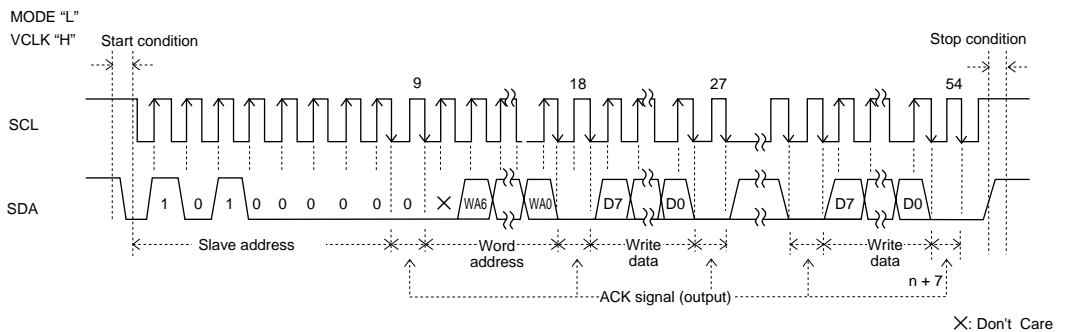 MODE “L”
VCLK “H”
Start condition
Stop condition
9
18
27
54
SCL
SDA
1 0 1 0 0 0 0 0 0 × WA6 WA0 D7 D0 D7 D0
Slave address
Word address
Write data
Write data
n + 7
ACK signal (output)
×: Don't Care